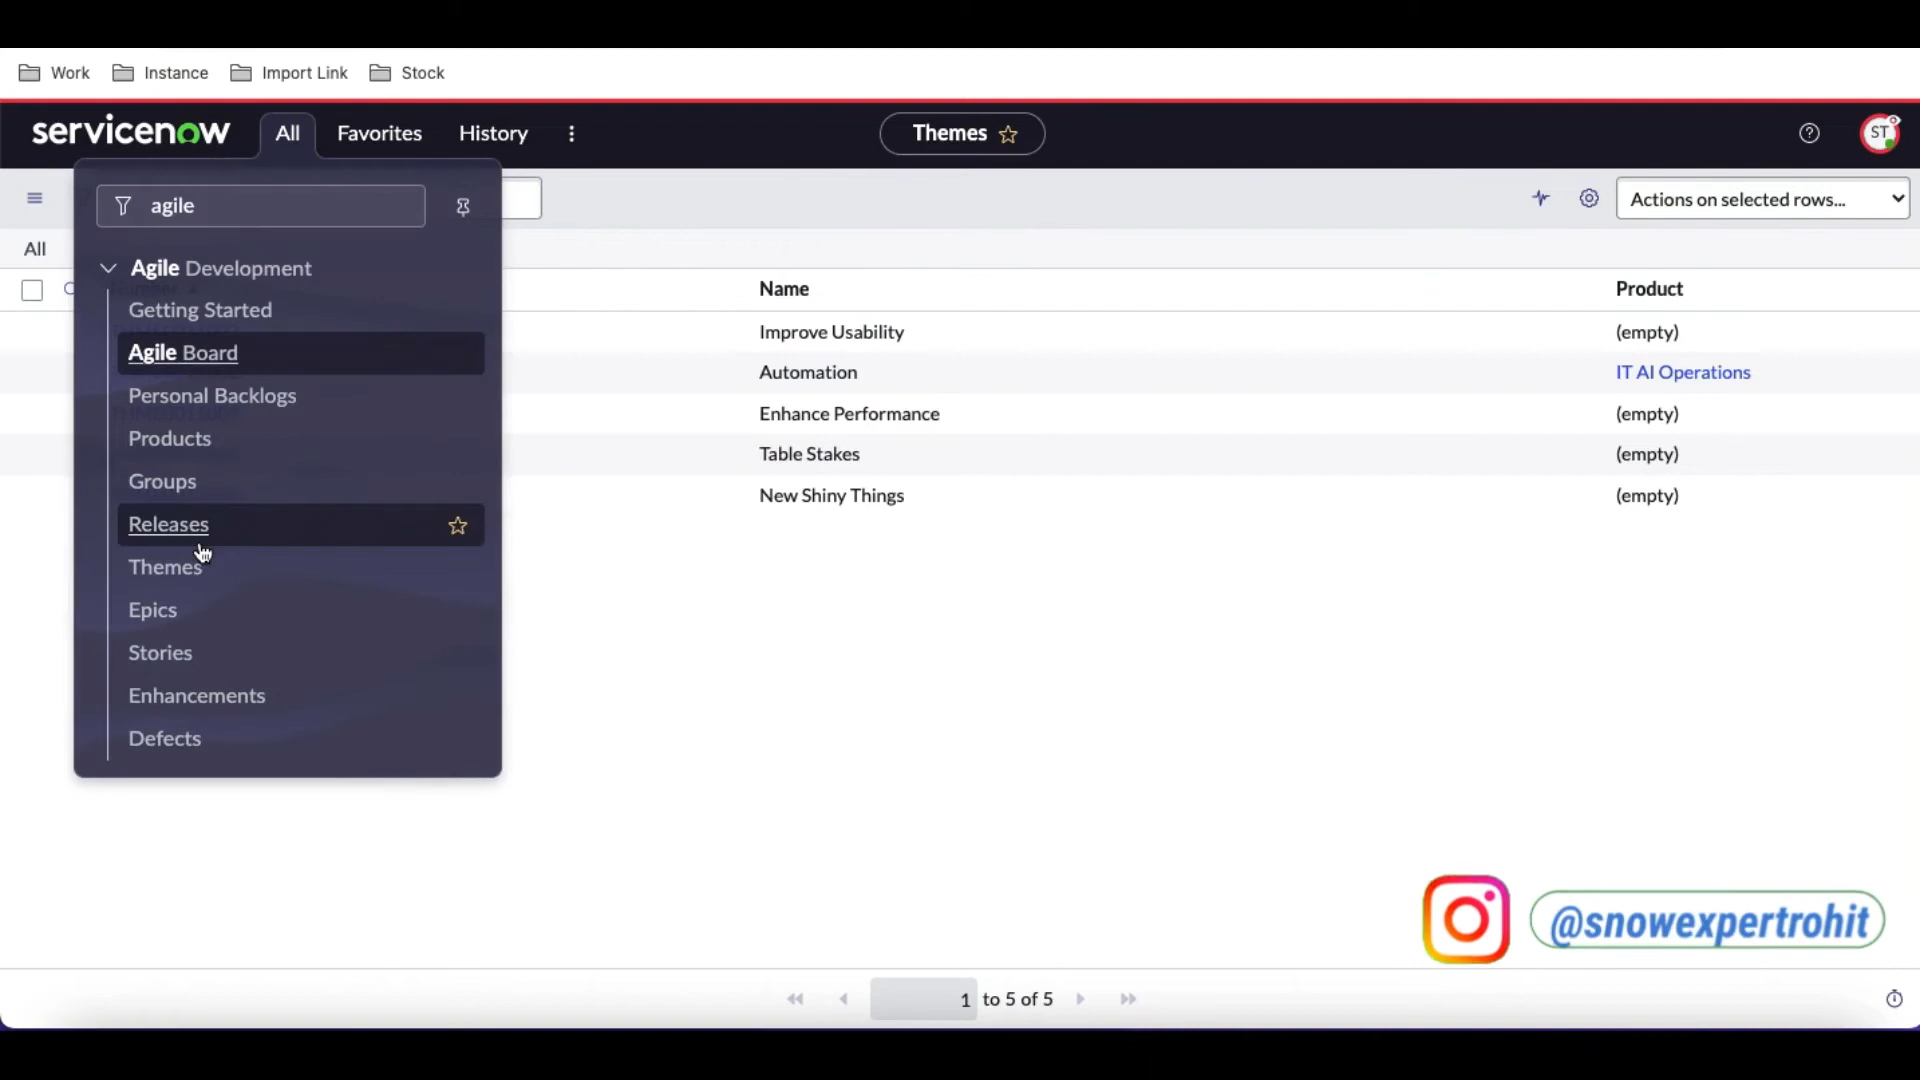 Work Instance Import Link Stock
servicenow All Favorites History Themes ST
agile
Actions on selected rows...
All
Agile Development
Getting Started
Agile Board
Personal Backlogs
Products
Groups
Releases
Themes
Epics
Stories
Enhancements
Defects
Name Product
Improve Usability (empty)
Automation IT AI Operations
Enhance Performance (empty)
Table Stakes (empty)
New Shiny Things (empty)
@snowexpertrohit
1 to 5 of 5